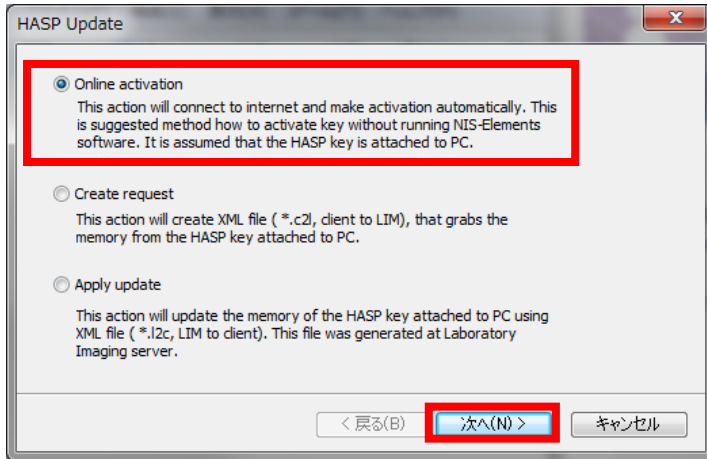 HASP Update
Online activation
This action will connect to internet and make activation automatically. This
is suggested method how to activate key without running NIS-Elements
software. It is assumed that the HASP key is attached to PC.
Create request
This action will create XML file ( *.c2l, client to LIM), that grabs the
memory from the HASP key attached to PC.
Apply update
This action will update the memory of the HASP key attached to PC using
XML file ( *.l2c, LIM to client). This file was generated at Laboratory
Imaging server.
< 戻る(B) 次へ(N) > キャンセル